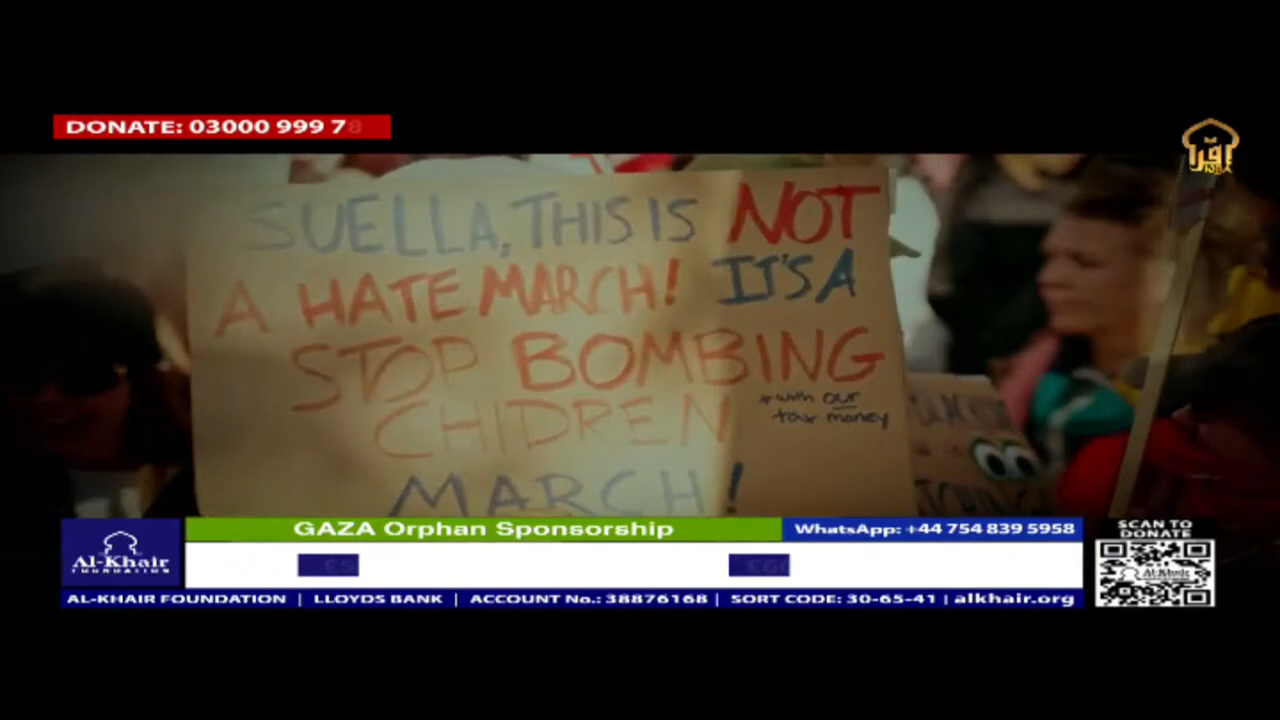 DONATE: 03000 999 7
اقرأ
SUELLA, THIS IS NOT
A HATE MARCH! IT'S A
STOP BOMBING
CHIDREN
*with our
tax money
MARCH!
GAZA Orphan Sponsorship
WhatsApp: +44 754 839 5958
SCAN TO
DONATE
Al-Khair
FOUNDATION
AL-KHAIR FOUNDATION | LLOYDS BANK | ACCOUNT No.: 38876168 | SORT CODE: 30-65-41 | alkhair.org